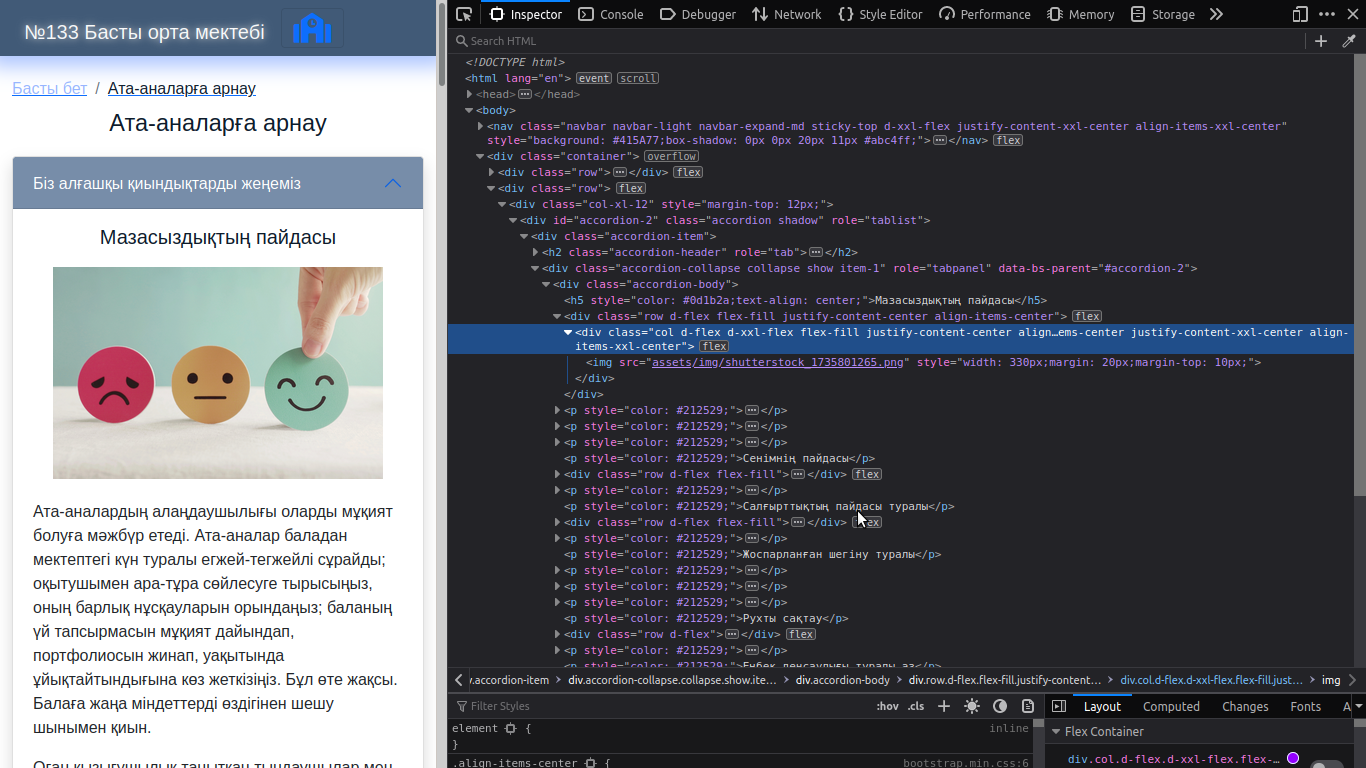 №133 Басты орта мектебі
Басты бет / Ата-аналарға арнау
Ата-аналарға арнау
Біз алғашқы қиындықтарды жеңеміз
Мазасыздықтың пайдасы
Ата-аналардың алаңдаушылығы оларды мұқият
болуға мәжбүр етеді. Ата-аналар баладан
мектептегі күн туралы егжей-тегжейлі сұрайды;
оқытушымен ара-тұра сөйлесуге тырысыңыз,
оның барлық нұсқауларын орындаңыз; баланың
үй тапсырмасын мұқият дайындап,
портфолиосын жинап, уақытында
ұйықтайтындығына көз жеткізіңіз. Бұл өте жақсы.
Балаға жаңа міндеттерді өздігінен шешу
шынымен қиын.
Inspector Console Debugger Network Style Editor Performance Memory Storage
Search HTML
<!DOCTYPE html>
<html lang="en"> event scroll
<head> ⋯ </head>
<body>
<nav class="navbar navbar-light navbar-expand-md sticky-top d-xxl-flex justify-content-xxl-center align-items-xxl-center"
style="background: #415A77;box-shadow: 0px 0px 20px 11px #abc4ff;"> ⋯ </nav> flex
<div class="container"> overflow
<div class="row"> ⋯ </div> flex
<div class="row"> flex
<div class="col-xl-12" style="margin-top: 12px;">
<div id="accordion-2" class="accordion shadow" role="tablist">
<div class="accordion-item">
<h2 class="accordion-header" role="tab"> ⋯ </h2>
<div class="accordion-collapse collapse show item-1" role="tabpanel" data-bs-parent="#accordion-2">
<div class="accordion-body">
<h5 style="color: #0d1b2a;text-align: center;">Мазасыздықтың пайдасы</h5>
<div class="row d-flex flex-fill justify-content-center align-items-center"> flex
<div class="col d-flex d-xxl-flex flex-fill justify-content-center align…ems-center justify-content-xxl-center align-
items-xxl-center"> flex
<img src="assets/img/shutterstock_1735801265.png" style="width: 330px;margin: 20px;margin-top: 10px;">
</div>
</div>
<p style="color: #212529;"> ⋯ </p>
<p style="color: #212529;"> ⋯ </p>
<p style="color: #212529;"> ⋯ </p>
<p style="color: #212529;">Сенімнің пайдасы</p>
<div class="row d-flex flex-fill"> ⋯ </div> flex
<p style="color: #212529;"> ⋯ </p>
<p style="color: #212529;">Салғырттықтың пайдасы туралы</p>
<div class="row d-flex flex-fill"> ⋯ </div> flex
<p style="color: #212529;"> ⋯ </p>
<p style="color: #212529;">Жоспарланған шегіну туралы</p>
<p style="color: #212529;"> ⋯ </p>
<p style="color: #212529;"> ⋯ </p>
<p style="color: #212529;"> ⋯ </p>
<p style="color: #212529;">Рухты сақтау</p>
<div class="row d-flex"> ⋯ </div> flex
<p style="color: #212529;"> ⋯ </p>
.accordion-item > div.accordion-collapse.collapse.show.ite… > div.accordion-body > div.row.d-flex.flex-fill.justify-content… > div.col.d-flex.d-xxl-flex.flex-fill.just… > img
Filter Styles :hov .cls
element { inline
}
.align-items-center { bootstrap.min.css:6
Layout Computed Changes Fonts A
Flex Container
div.col.d-flex.d-xxl-flex.flex-…